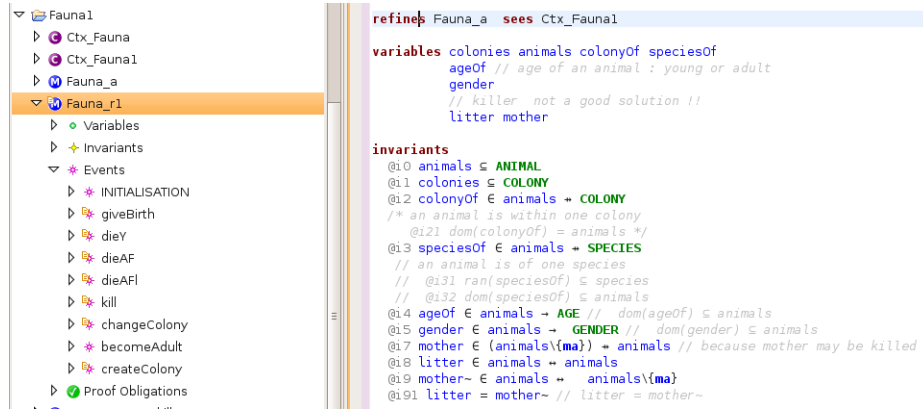 Fauna1
Ctx_Fauna
Ctx_Fauna1
Fauna_a
Fauna_r1
Variables
Invariants
Events
INITIALISATION
giveBirth
dieY
dieAF
dieAFl
kill
changeColony
becomeAdult
createColony
Proof Obligations
refines Fauna_a sees Ctx_Fauna1
variables colonies animals colonyOf speciesOf
ageOf // age of an animal : young or adult
gender
// killer not a good solution !!
litter mother
invariants
@i0 animals ⊆ ANIMAL
@i1 colonies ⊆ COLONY
@i2 colonyOf ∈ animals ⇸ COLONY
/* an animal is within one colony
@i21 dom(colonyOf) = animals */
@i3 speciesOf ∈ animals ⇸ SPECIES
// an animal is of one species
// @i31 ran(speciesOf) ⊆ species
// @i32 dom(speciesOf) ⊆ animals
@i4 ageOf ∈ animals → AGE // dom(ageOf) ⊆ animals
@i5 gender ∈ animals → GENDER // dom(gender) ⊆ animals
@i7 mother ∈ (animals\{ma}) ⇸ animals // because mother may be killed
@i8 litter ∈ animals ↔ animals
@i9 mother~ ∈ animals ↔ animals\{ma}
@i91 litter = mother~ // litter = mother~